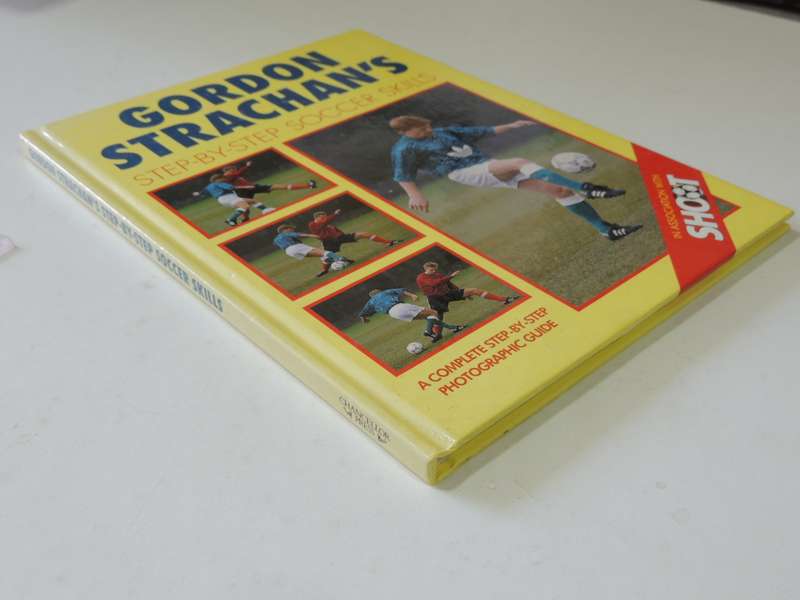 GORDON
STRACHAN'S
STEP-BY-STEP SOCCER SKILLS
IN ASSOCIATION WITH
SHOOT
A COMPLETE STEP-BY-STEP
PHOTOGRAPHIC GUIDE
GORDON STRACHAN'S STEP-BY-STEP SOCCER SKILLS
CHANCELLOR
PRESS